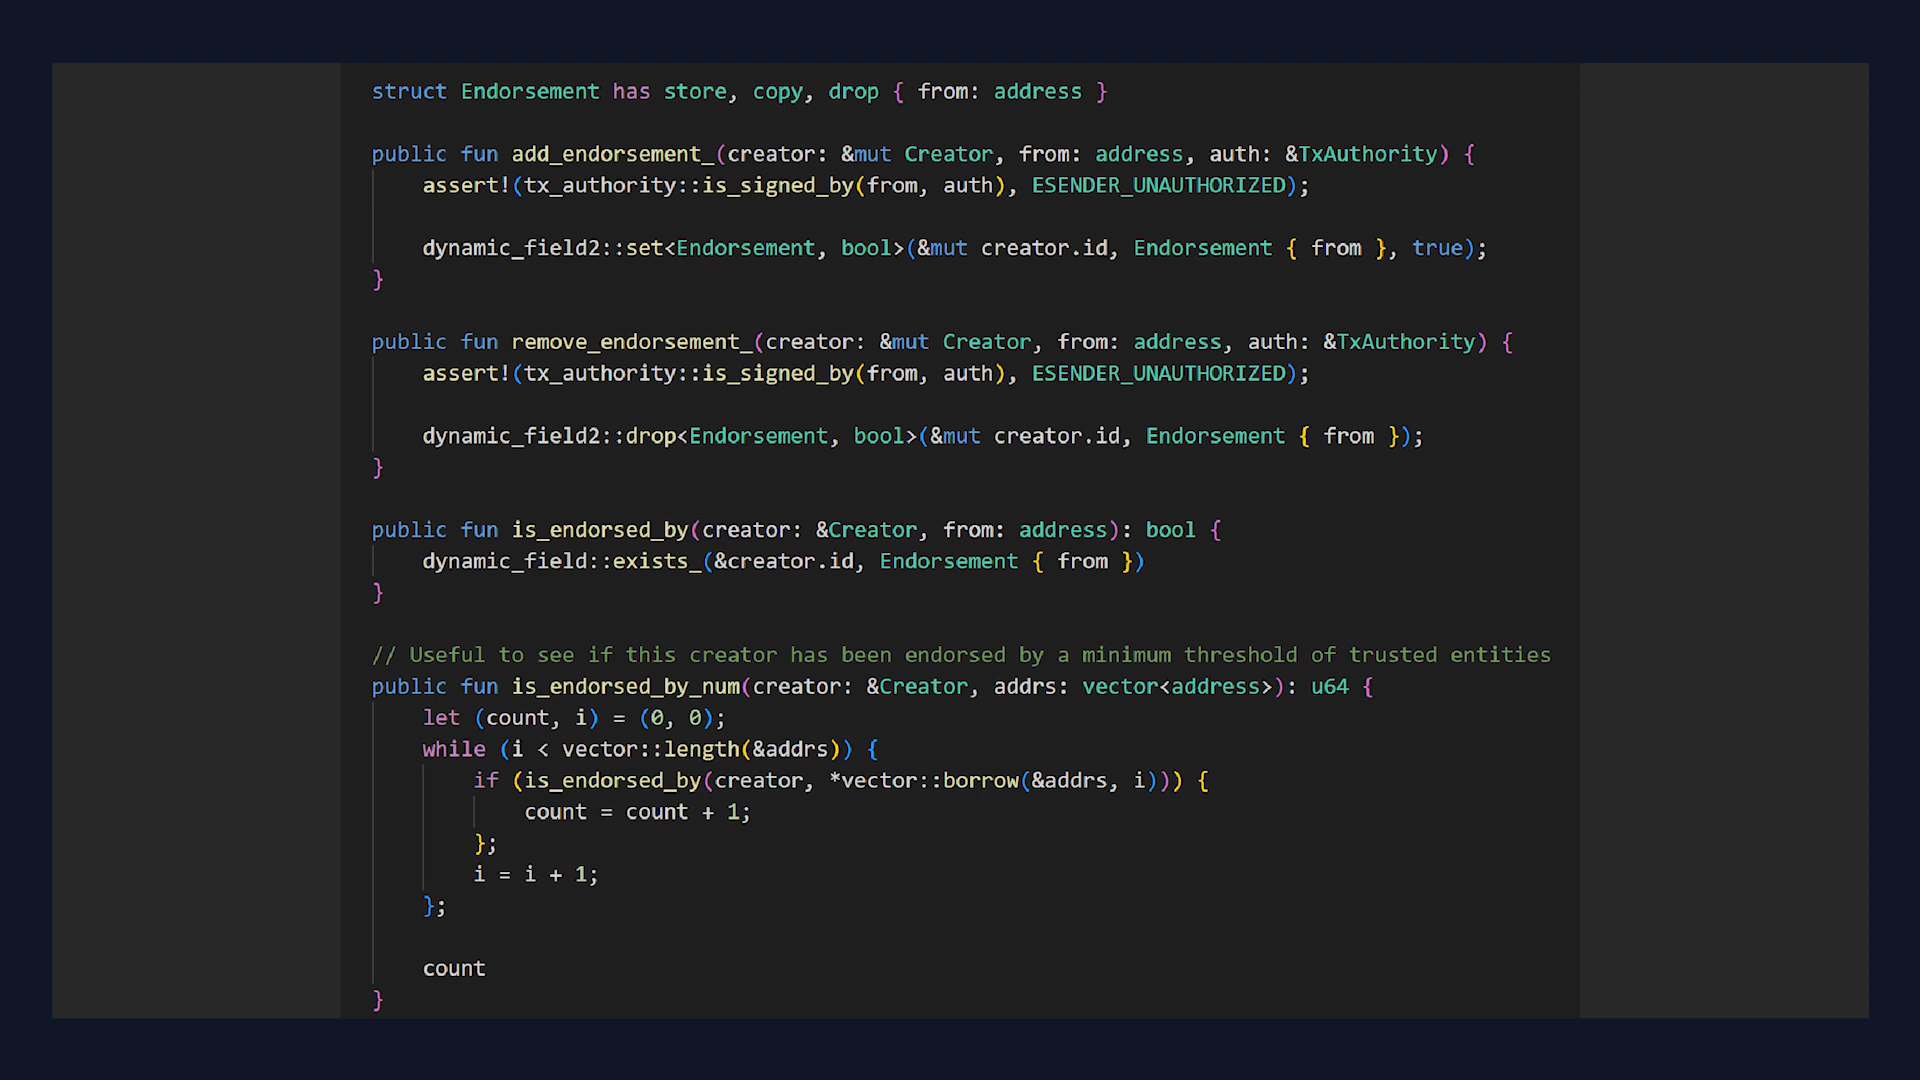 struct Endorsement has store, copy, drop { from: address }
public fun add_endorsement_(creator: &mut Creator, from: address, auth: &TxAuthority) {
assert!(tx_authority::is_signed_by(from, auth), ESENDER_UNAUTHORIZED);
dynamic_field2::set<Endorsement, bool>(&mut creator.id, Endorsement { from }, true);
}
public fun remove_endorsement_(creator: &mut Creator, from: address, auth: &TxAuthority) {
assert!(tx_authority::is_signed_by(from, auth), ESENDER_UNAUTHORIZED);
dynamic_field2::drop<Endorsement, bool>(&mut creator.id, Endorsement { from });
}
public fun is_endorsed_by(creator: &Creator, from: address): bool {
dynamic_field::exists_(&creator.id, Endorsement { from })
}
// Useful to see if this creator has been endorsed by a minimum threshold of trusted entities
public fun is_endorsed_by_num(creator: &Creator, addrs: vector<address>): u64 {
let (count, i) = (0, 0);
while (i < vector::length(&addrs)) {
if (is_endorsed_by(creator, *vector::borrow(&addrs, i))) {
count = count + 1;
};
i = i + 1;
};
count
}